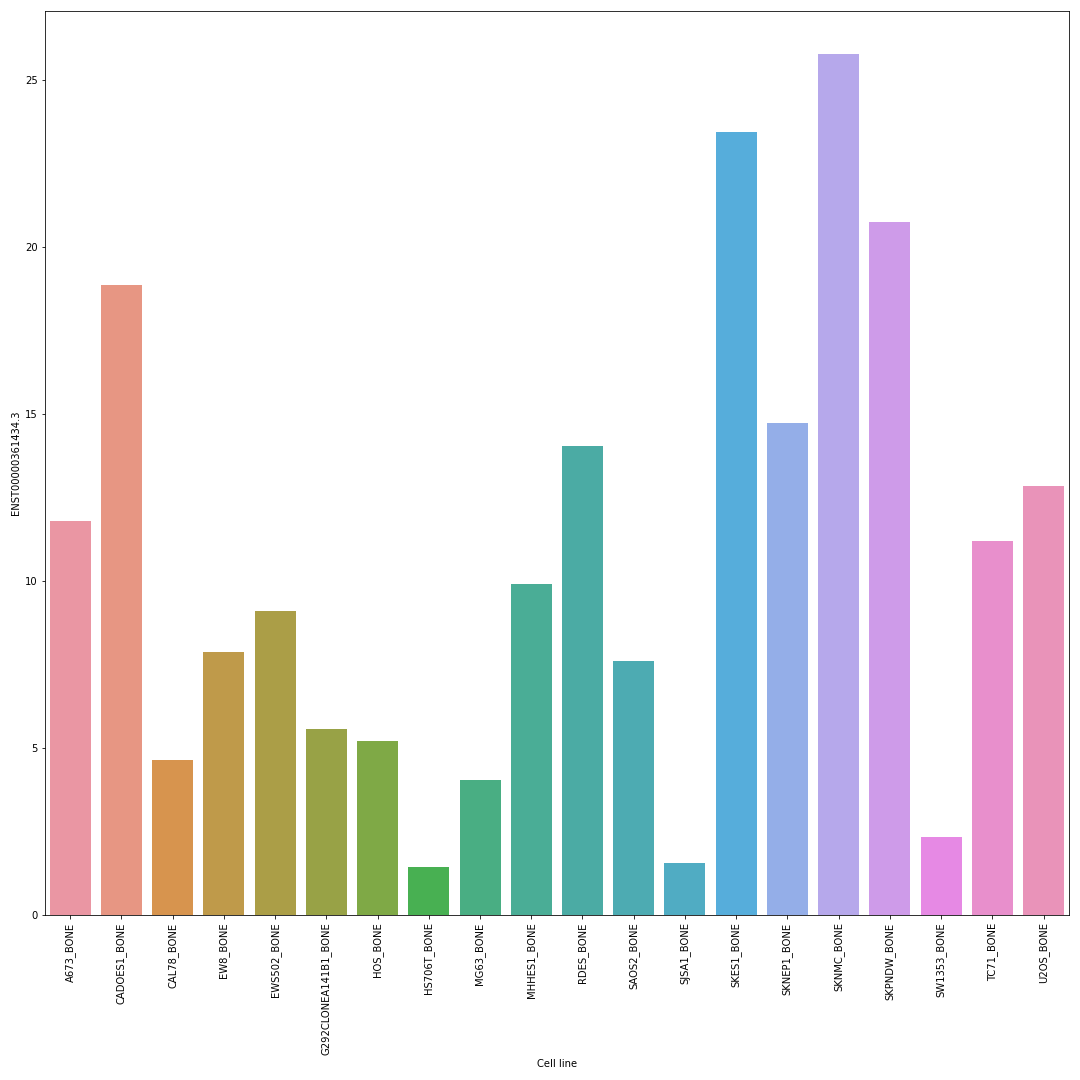 ENST00000361434.3
25
20
15
10
5
0
A673_BONE
CADOES1_BONE
CAL78_BONE
EW8_BONE
EWS502_BONE
G292CLONEA141B1_BONE
HOS_BONE
HS706T_BONE
MG63_BONE
MHHES1_BONE
RDES_BONE
SAOS2_BONE
SJSA1_BONE
SKES1_BONE
SKNEP1_BONE
SKNMC_BONE
SKPNDW_BONE
SW1353_BONE
TC71_BONE
U2OS_BONE
Cell line